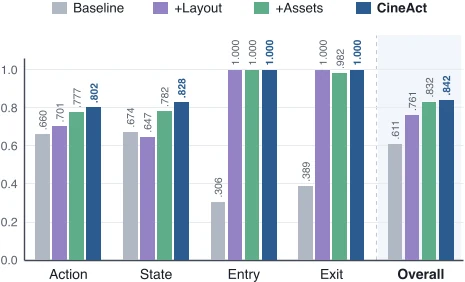 Baseline +Layout +Assets CineAct
1.0
0.8
0.6
0.4
0.2
0.0
.660 .701 .777 .802
.674 .647 .782 .828
.306 1.000 1.000 1.000
.389 1.000 .982 1.000
.611 .761 .832 .842
Action State Entry Exit Overall